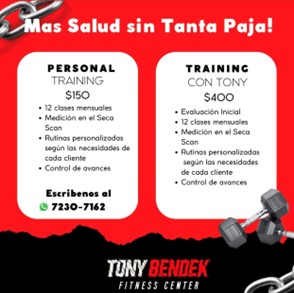 Mas Salud sin Tanta Paja!
PERSONAL
TRAINING
$150
• 12 clases mensuales
• Medición en el Seca
Scan
• Rutinas personalizadas
según las necesidades de
cada cliente
• Control de avances
Escríbenos al
7230-7162
TRAINING
CON TONY
$400
• Evaluación Inicial
• 12 clases mensuales
• Medición en el Seca
Scan
• Rutinas personalizadas
según las necesidades
de cada cliente
• Control de avances
TONY BENDEK
FITNESS CENTER